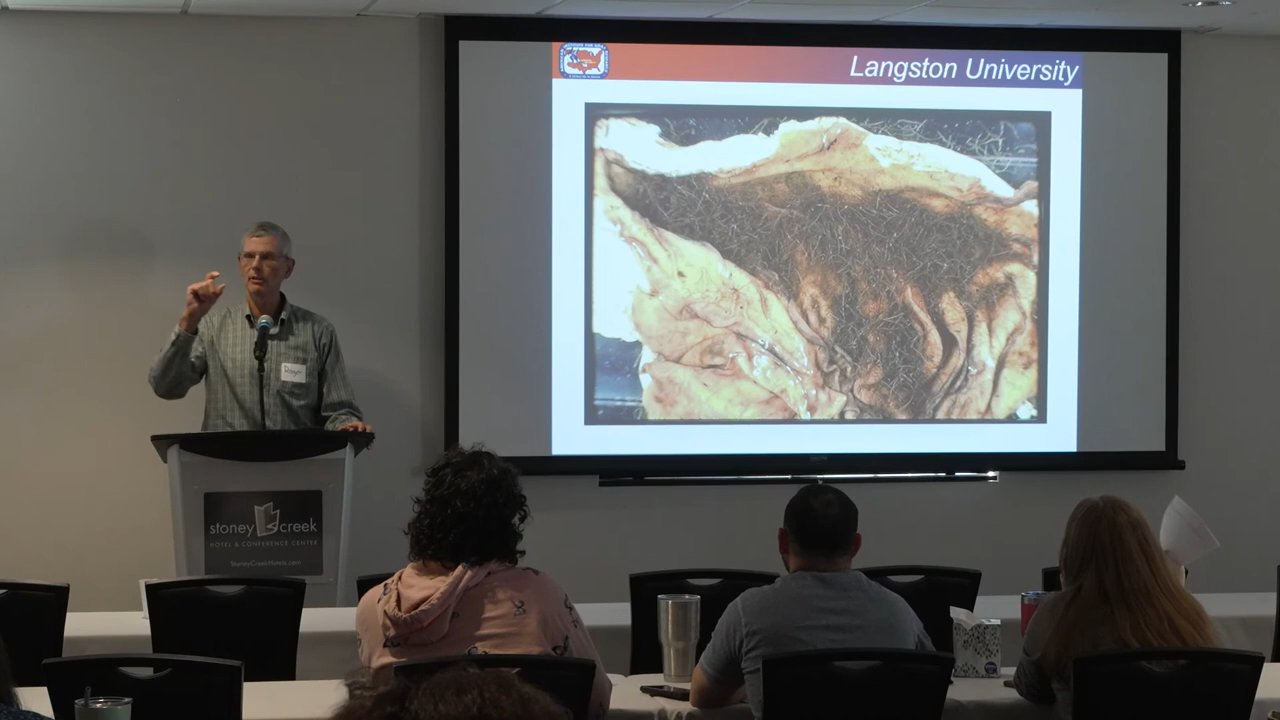 Langston University
Roger
stoney creek
HOTEL & CONFERENCE CENTER
StoneyCreekHotels.com